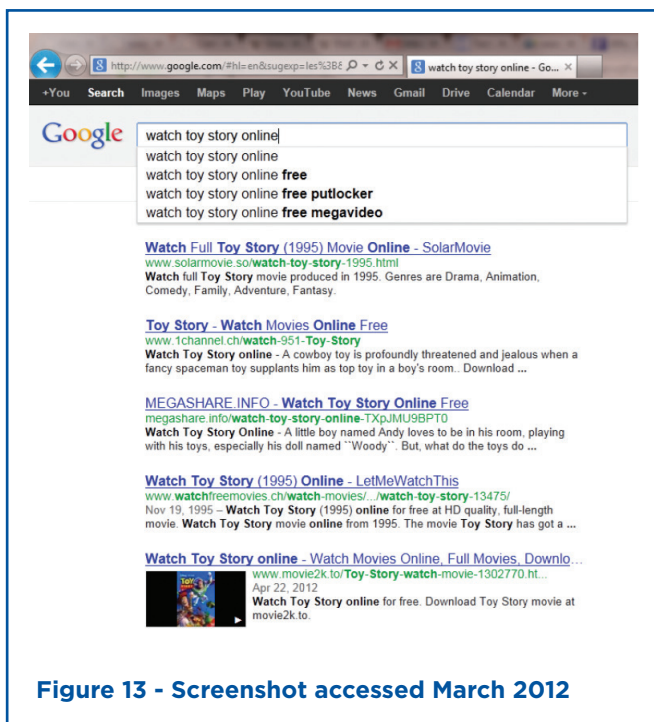 http://www.google.com/#hl=en&sugexp=les%3B8
watch toy story online - Go...
+You Search Images Maps Play YouTube News Gmail Drive Calendar More
Google
watch toy story online
watch toy story online
watch toy story online free
watch toy story online free putlocker
watch toy story online free megavideo
Watch Full Toy Story (1995) Movie Online - SolarMovie
www.solarmovie.so/watch-toy-story-1995.html
Watch full Toy Story movie produced in 1995. Genres are Drama, Animation,
Comedy, Family, Adventure, Fantasy.
Toy Story - Watch Movies Online Free
www.1channel.ch/watch-951-Toy-Story
Watch Toy Story online - A cowboy toy is profoundly threatened and jealous when a
fancy spaceman toy supplants him as top toy in a boy's room.. Download ...
MEGASHARE.INFO - Watch Toy Story Online Free
megashare.info/watch-toy-story-online-TXpJMU9BPT0
Watch Toy Story Online - A little boy named Andy loves to be in his room, playing
with his toys, especially his doll named ``Woody``. But, what do the toys do ...
Watch Toy Story (1995) Online - LetMeWatchThis
www.watchfreemovies.ch/watch-movies/.../watch-toy-story-13475/
Nov 19, 1995 – Watch Toy Story (1995) online for free at HD quality, full-length
movie. Watch Toy Story movie online from 1995. The movie Toy Story has got a ...
Watch Toy Story online - Watch Movies Online, Full Movies, Downlo...
www.movie2k.to/Toy-Story-watch-movie-1302770.ht...
Apr 22, 2012
Watch Toy Story online for free. Download Toy Story movie at
movie2k.to.
Figure 13 - Screenshot accessed March 2012